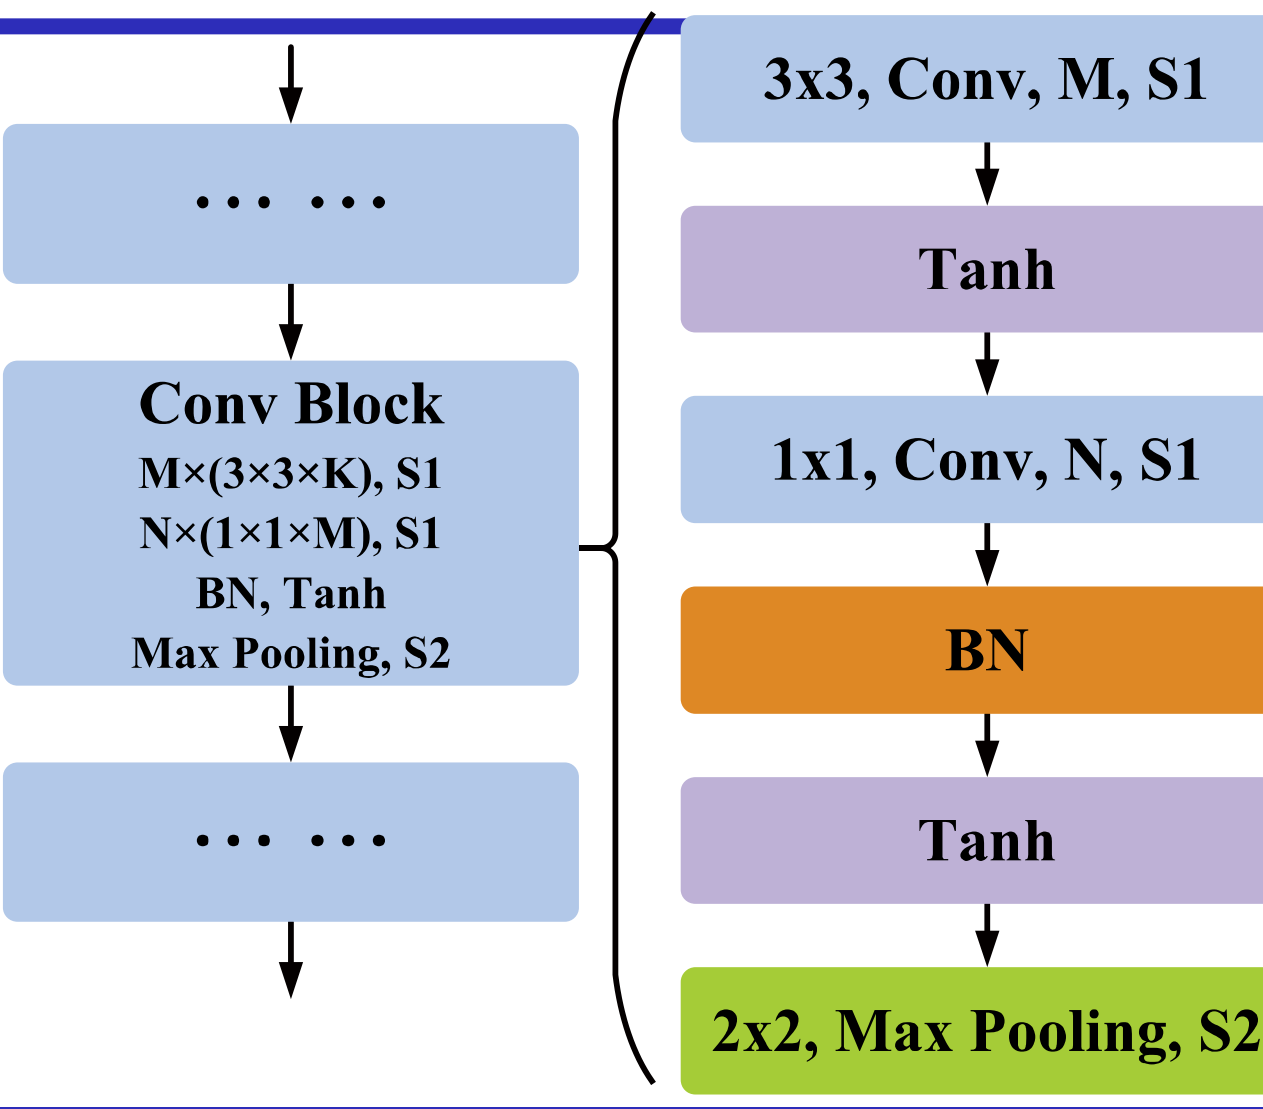 ... ...
Conv Block
M×(3×3×K), S1
N×(1×1×M), S1
BN, Tanh
Max Pooling, S2
... ...
3x3, Conv, M, S1
Tanh
1x1, Conv, N, S1
BN
Tanh
2x2, Max Pooling, S2